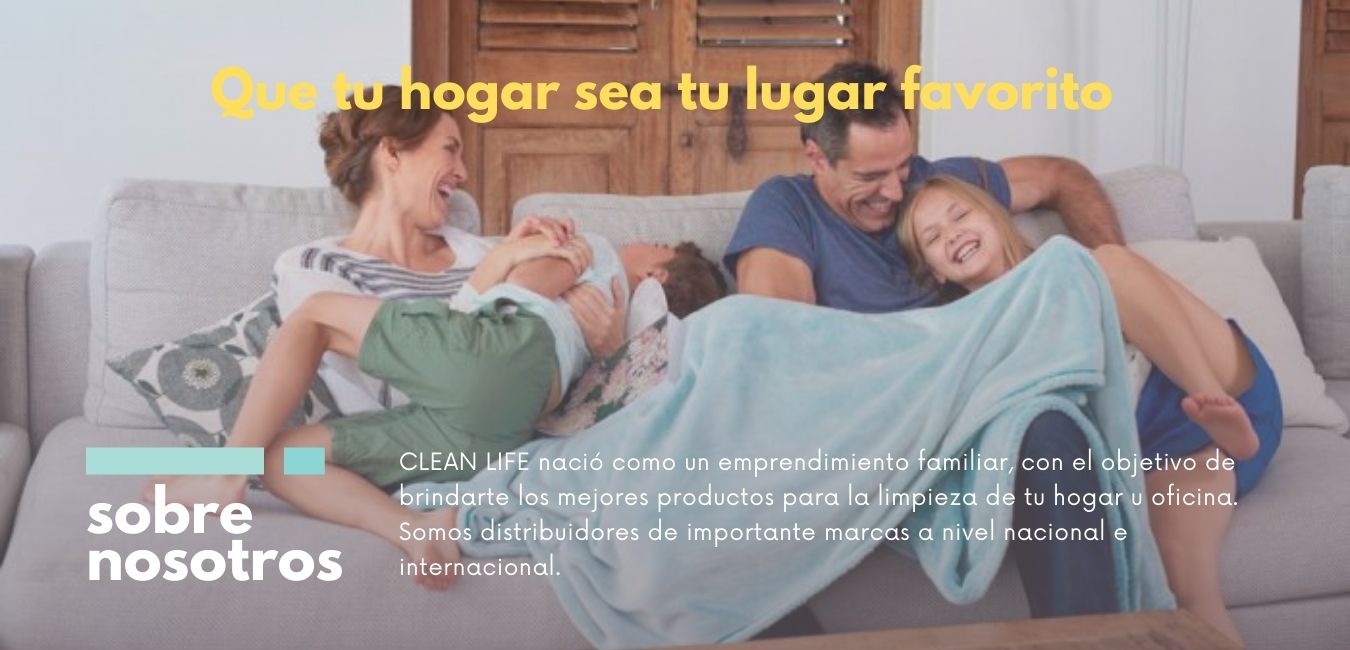 Que tu hogar sea tu lugar favorito
sobre
nosotros
CLEAN LIFE nació como un emprendimiento familiar, con el objetivo de
brindarte los mejores productos para la limpieza de tu hogar u oficina.
Somos distribuidores de importante marcas a nivel nacional e
internacional.